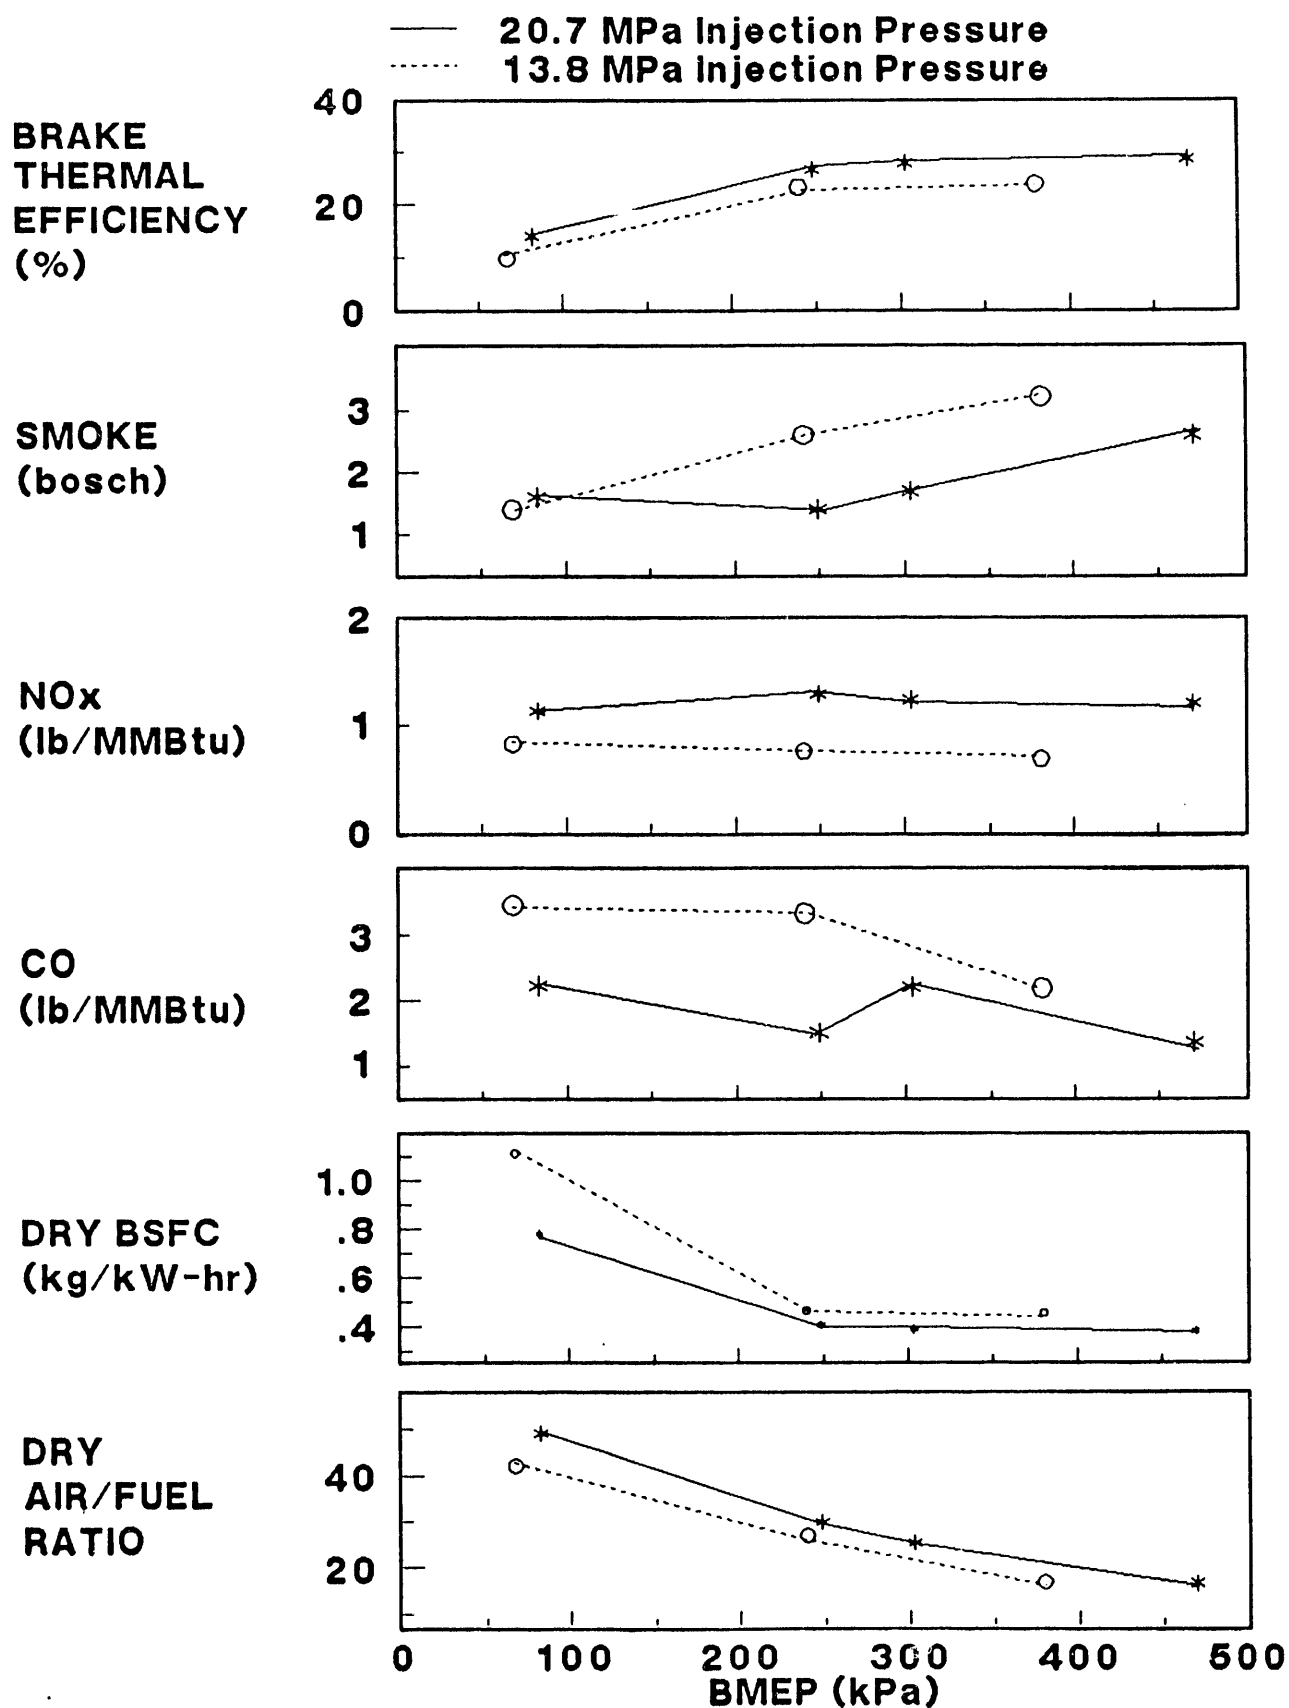 20.7 MPa Injection Pressure
13.8 MPa Injection Pressure
BRAKE
THERMAL
EFFICIENCY
(%)
40
20
0
SMOKE
(bosch)
3
2
1
NOx
(lb/MMBtu)
2
1
0
CO
(lb/MMBtu)
3
2
1
DRY BSFC
(kg/kW-hr)
1.0
.8
.6
.4
DRY
AIR/FUEL
RATIO
40
20
0 100 200 300 400 500
BMEP (kPa)